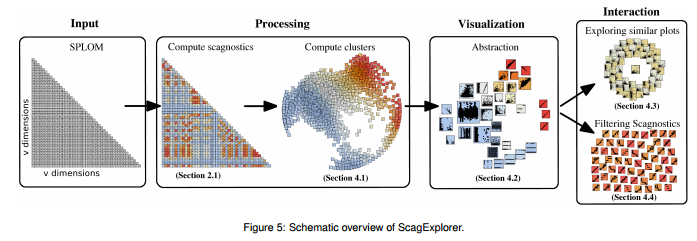 Input
Processing
Visualization
Interaction
SPLOM
v dimensions
v dimensions
Compute scagnostics
(Section 2.1)
Compute clusters
(Section 4.1)
Abstraction
(Section 4.2)
Exploring similar plots
(Section 4.3)
Filtering Scagnostics
(Section 4.4)
Figure 5: Schematic overview of ScagExplorer.